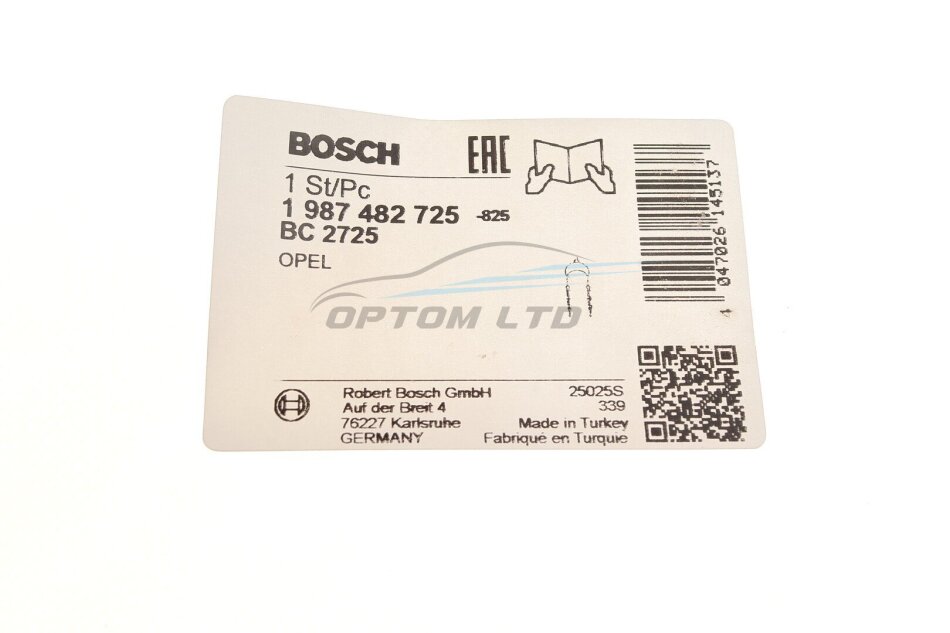 BOSCH
EAC
1 St/Pc
1 987 482 725 -825
BC 2725
OPEL
4 047026 145137
OPTOM LTD
Robert Bosch GmbH
Auf der Breit 4
76227 Karlsruhe
GERMANY
25025S
339
Made in Turkey
Fabriqué en Turquie